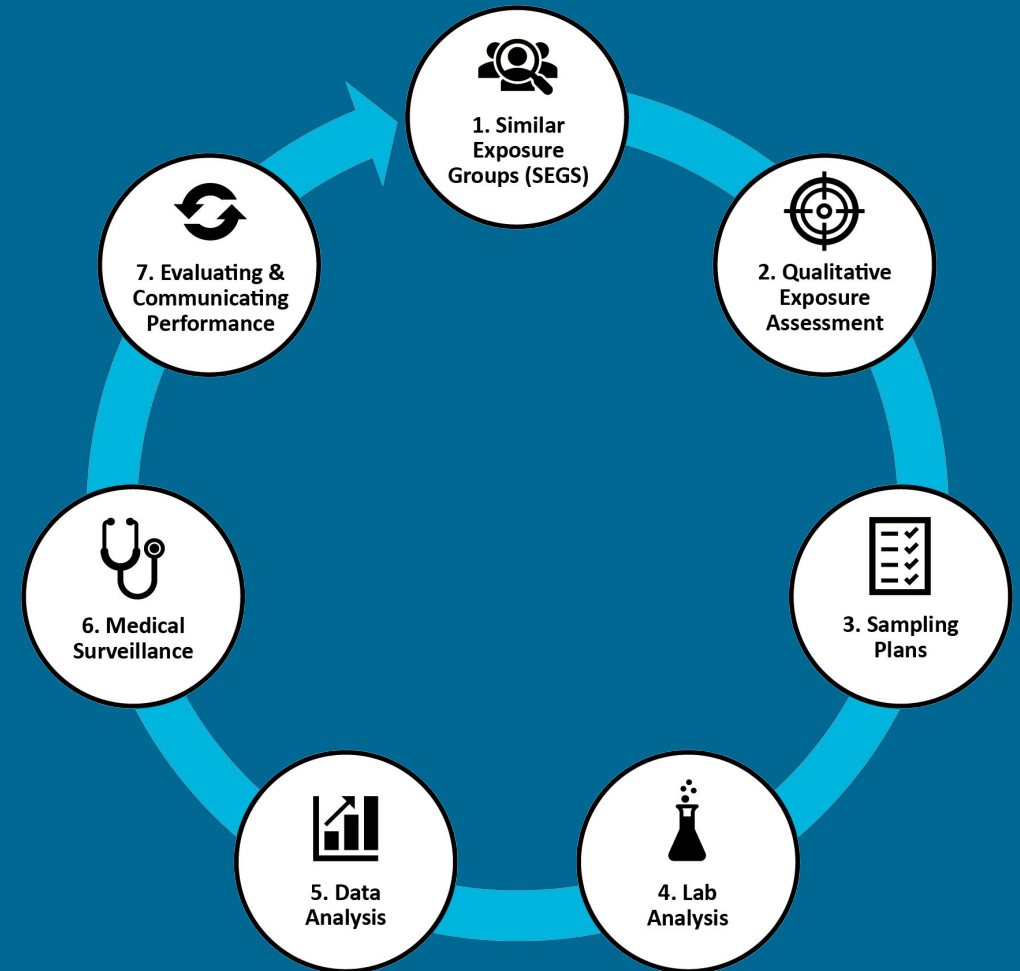 1. Similar
Exposure
Groups (SEGS)
2. Qualitative
Exposure
Assessment
3. Sampling
Plans
4. Lab
Analysis
5. Data
Analysis
6. Medical
Surveillance
7. Evaluating &
Communicating
Performance